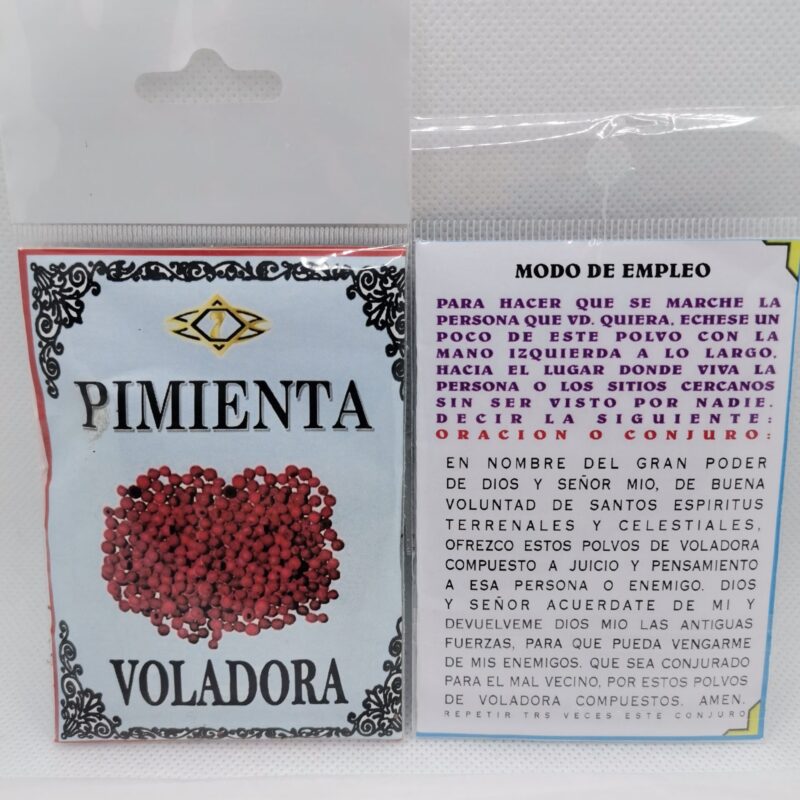 PIMIENTA
VOLADORA
MODO DE EMPLEO
PARA HACER QUE SE MARCHE LA
PERSONA QUE VD. QUIERA, ECHESE UN
POCO DE ESTE POLVO CON LA
MANO IZQUIERDA A LO LARGO,
HACIA EL LUGAR DONDE VIVA LA
PERSONA O LOS SITIOS CERCANOS
SIN SER VISTO POR NADIE.
DECIR LA SIGUIENTE:
ORACION O CONJURO:
EN NOMBRE DEL GRAN PODER
DE DIOS Y SEÑOR MIO, DE BUENA
VOLUNTAD DE SANTOS ESPIRITUS
TERRENALES Y CELESTIALES,
OFREZCO ESTOS POLVOS DE VOLADORA
COMPUESTO A JUICIO Y PENSAMIENTO
A ESA PERSONA O ENEMIGO. DIOS
Y SEÑOR ACUERDATE DE MI Y
DEVUELVEME DIOS MIO LAS ANTIGUAS
FUERZAS, PARA QUE PUEDA VENGARME
DE MIS ENEMIGOS. QUE SEA CONJURADO
PARA EL MAL VECINO, POR ESTOS POLVOS
DE VOLADORA COMPUESTOS. AMEN.
REPETIR TRS VECES ESTE CONJURO